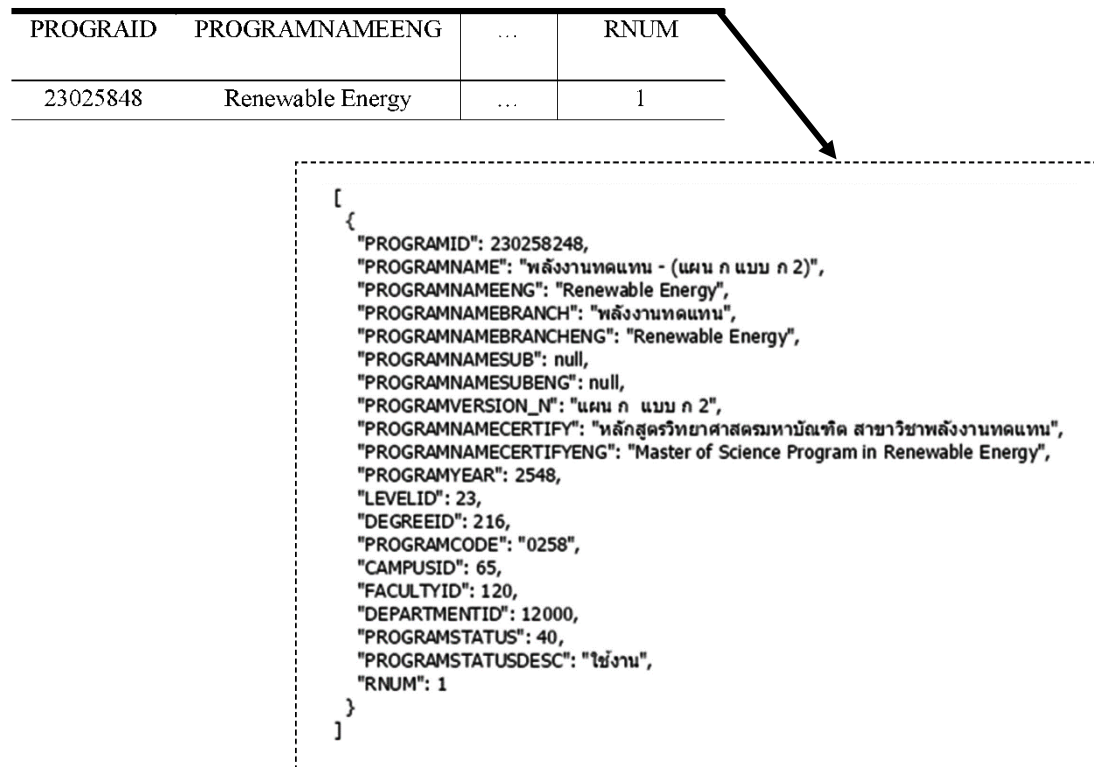 PROGRAID PROGRAMNAMEENG ... RNUM
23025848 Renewable Energy ... 1
[
{
"PROGRAMID": 230258248,
"PROGRAMNAME": "พลังงานทดแทน - (แผน ก แบบ ก 2)",
"PROGRAMNAMEENG": "Renewable Energy",
"PROGRAMNAMEBRANCH": "พลังงานทดแทน",
"PROGRAMNAMEBRANCHENG": "Renewable Energy",
"PROGRAMNAMESUB": null,
"PROGRAMNAMESUBENG": null,
"PROGRAMVERSION_N": "แผน ก  แบบ ก 2",
"PROGRAMNAMECERTIFY": "หลักสูตรวิทยาศาสตรมหาบัณฑิต สาขาวิชาพลังงานทดแทน",
"PROGRAMNAMECERTIFYENG": "Master of Science Program in Renewable Energy",
"PROGRAMYEAR": 2548,
"LEVELID": 23,
"DEGREEID": 216,
"PROGRAMCODE": "0258",
"CAMPUSID": 65,
"FACULTYID": 120,
"DEPARTMENTID": 12000,
"PROGRAMSTATUS": 40,
"PROGRAMSTATUSDESC": "ใช้งาน",
"RNUM": 1
}
]